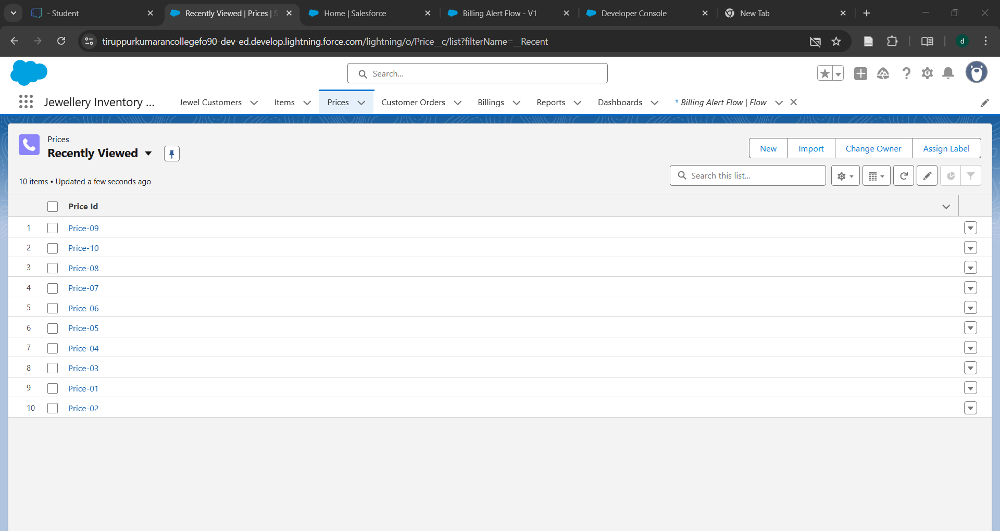 - Student
Recently Viewed | Prices | S
Home | Salesforce
Billing Alert Flow - V1
Developer Console
New Tab
tiruppurkumarancollegefo90-dev-ed.develop.lightning.force.com/lightning/o/Price__c/list?filterName=__Recent
d
Search...
Jewellery Inventory ...
Jewel Customers
Items
Prices
Customer Orders
Billings
Reports
Dashboards
* Billing Alert Flow | Flow
Prices
Recently Viewed
New
Import
Change Owner
Assign Label
10 items • Updated a few seconds ago
Search this list...
Price Id
1 Price-09
2 Price-10
3 Price-08
4 Price-07
5 Price-06
6 Price-05
7 Price-04
8 Price-03
9 Price-01
10 Price-02